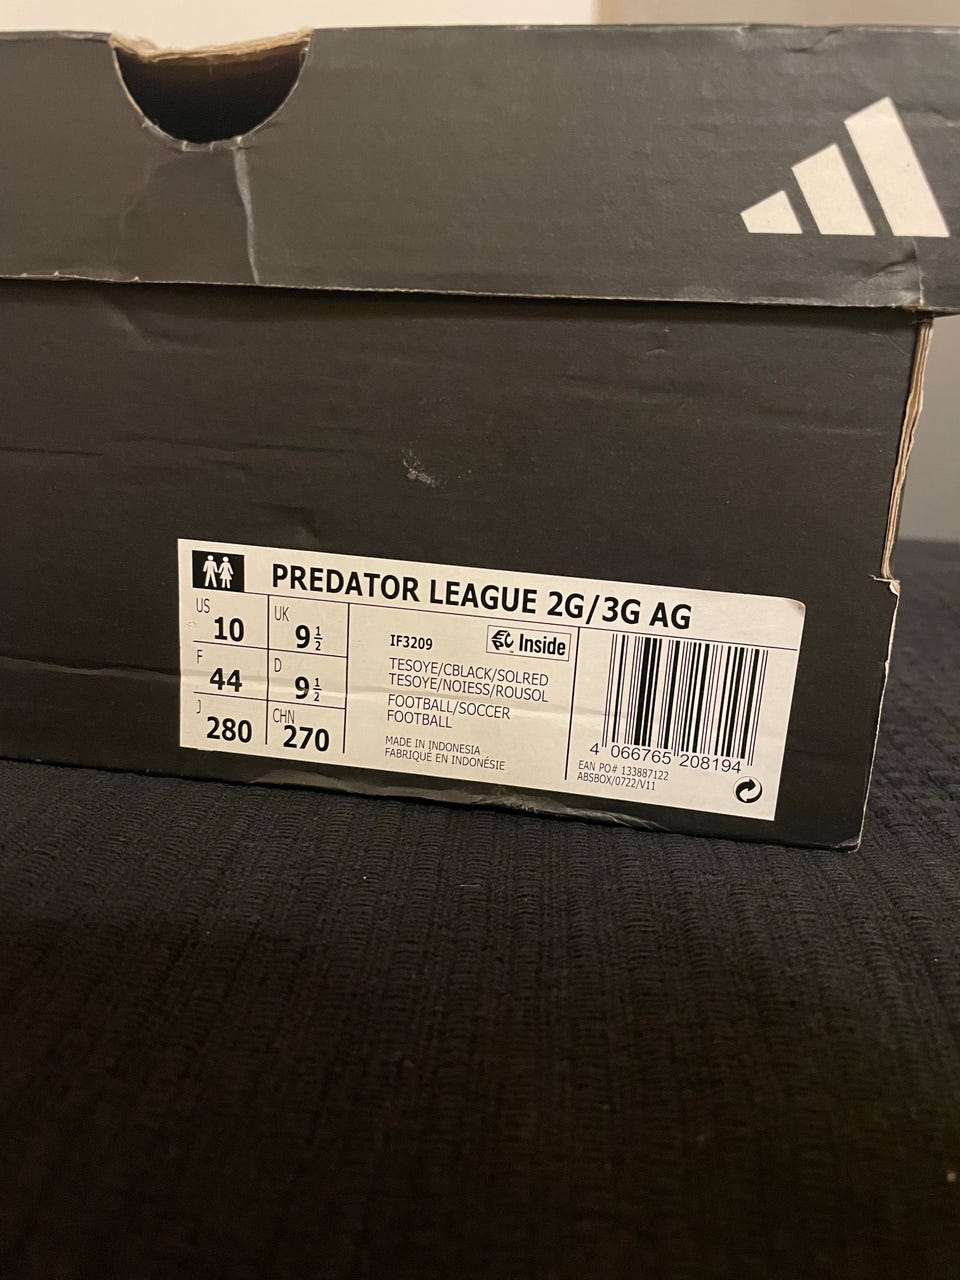 PREDATOR LEAGUE 2G/3G AG
US
10
UK
9 1/2
F
44
D
9 1/2
J
280
CHN
270
IF3209
Inside
TESOYE/CBLACK/SOLRED
TESOYE/NOIESS/ROUSOL
FOOTBALL/SOCCER
FOOTBALL
MADE IN INDONESIA
FABRIQUÉ EN INDONÉSIE
4 066765 208194
EAN PO# 133887122
ABSBOX/0722/V11